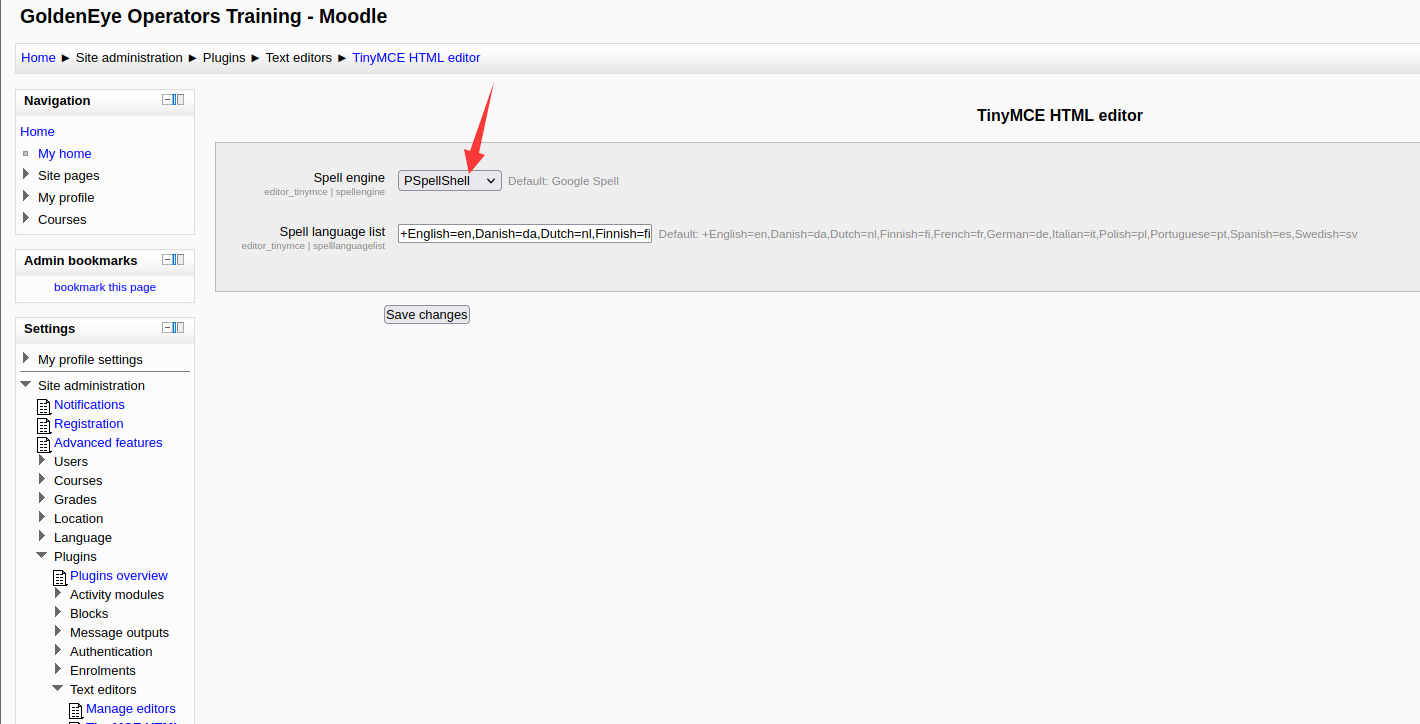 GoldenEye Operators Training - Moodle
Home ► Site administration ► Plugins ► Text editors ► TinyMCE HTML editor
Navigation
Home
My home
Site pages
My profile
Courses
Admin bookmarks
bookmark this page
Settings
My profile settings
Site administration
Notifications
Registration
Advanced features
Users
Courses
Grades
Location
Language
Plugins
Plugins overview
Activity modules
Blocks
Message outputs
Authentication
Enrolments
Text editors
Manage editors
TinyMCE HTML editor
Spell engine PSpellShell Default: Google Spell
editor_tinymce | spellengine
Spell language list +English=en,Danish=da,Dutch=nl,Finnish=fi Default: +English=en,Danish=da,Dutch=nl,Finnish=fi,French=fr,German=de,Italian=it,Polish=pl,Portuguese=pt,Spanish=es,Swedish=sv
editor_tinymce | spelllanguagelist
Save changes